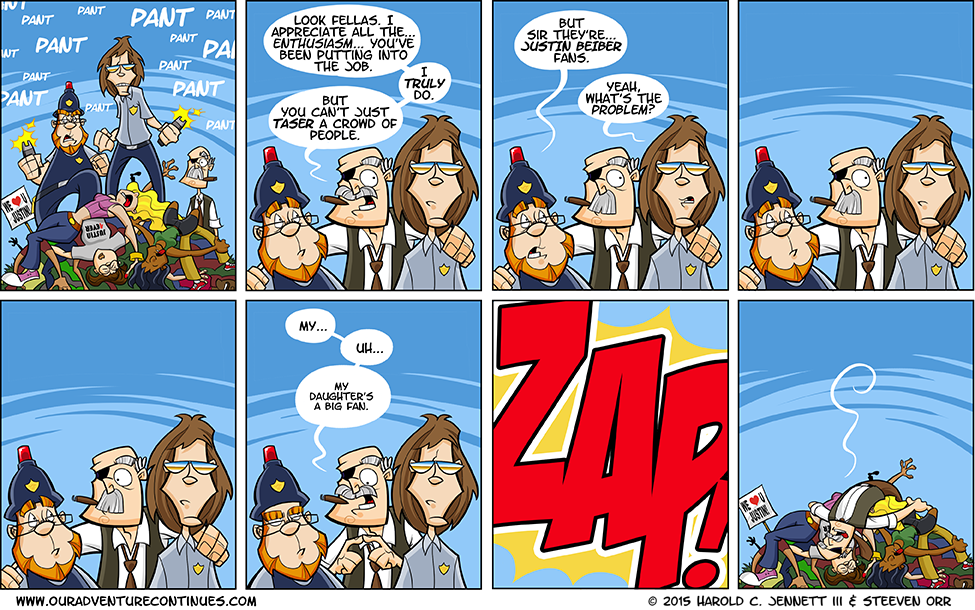 PANT
PANT
PANT
PANT
PANT
PANT
PANT
PANT
PANT
PANT
WE ♥ U
JUSTIN!
LOOK FELLAS. I
APPRECIATE ALL THE...
ENTHUSIASM... YOU'VE
BEEN PUTTING INTO
THE JOB.
I
TRULY
DO.
BUT
YOU CAN'T JUST
TASER A CROWD OF
PEOPLE.
BUT
SIR THEY'RE...
JUSTIN BEIBER
FANS.
YEAH,
WHAT'S THE
PROBLEM?
MY...
UH...
MY
DAUGHTER'S
A BIG FAN.
ZAP!
WE ♥ U
JUSTIN!
WWW.OURADVENTURECONTINUES.COM
© 2015 HAROLD C. JENNETT III & STEEVEN ORR